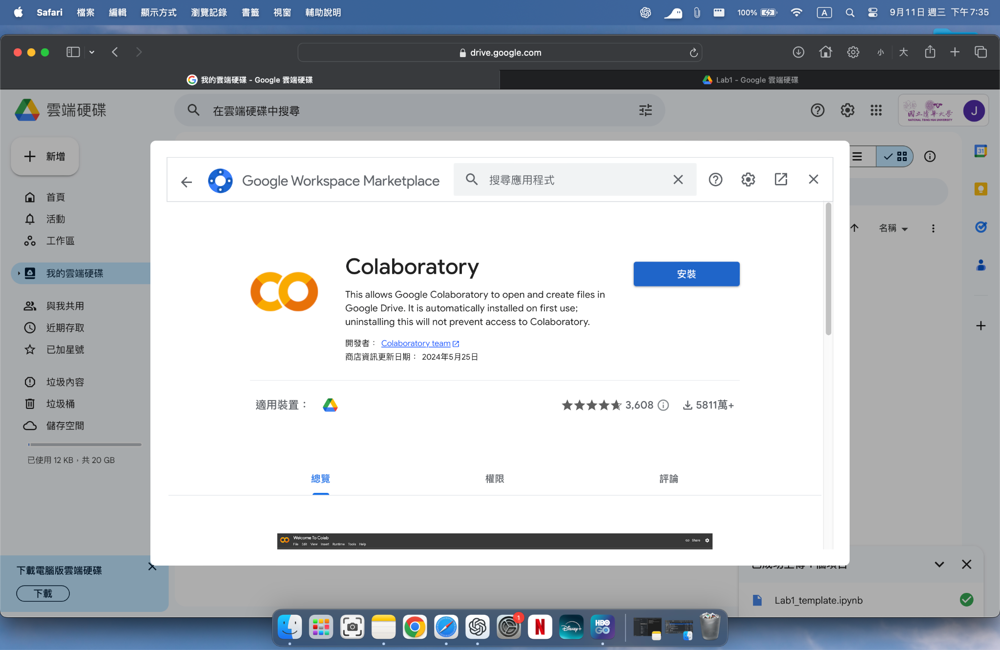 Safari 檔案 編輯 顯示方式 瀏覽記錄 書籤 視窗 輔助說明 100% A 9月11日 週三 下午7:35
drive.google.com 小 大
我的雲端硬碟 - Google 雲端硬碟
Lab1 - Google 雲端硬碟
雲端硬碟
在雲端硬碟中搜尋
國立清華大學
NATIONAL TSING HUA UNIVERSITY
J
新增
首頁
活動
工作區
我的雲端硬碟
與我共用
近期存取
已加星號
垃圾內容
垃圾桶
儲存空間
已使用 12 KB，共 20 GB
下載電腦版雲端硬碟
下載
Google Workspace Marketplace
搜尋應用程式
31
名稱
Colaboratory
安裝
This allows Google Colaboratory to open and create files in
Google Drive. It is automatically installed on first use;
uninstalling this will not prevent access to Colaboratory.
開發者： Colaboratory team
商店資訊更新日期： 2024年5月25日
適用裝置：
3,608
5811萬+
總覽
權限
評論
Welcome To Colab
File Edit View Insert Runtime Tools Help
Share
Lab1_template.ipynb
1
N
Disney+
HBO
GO